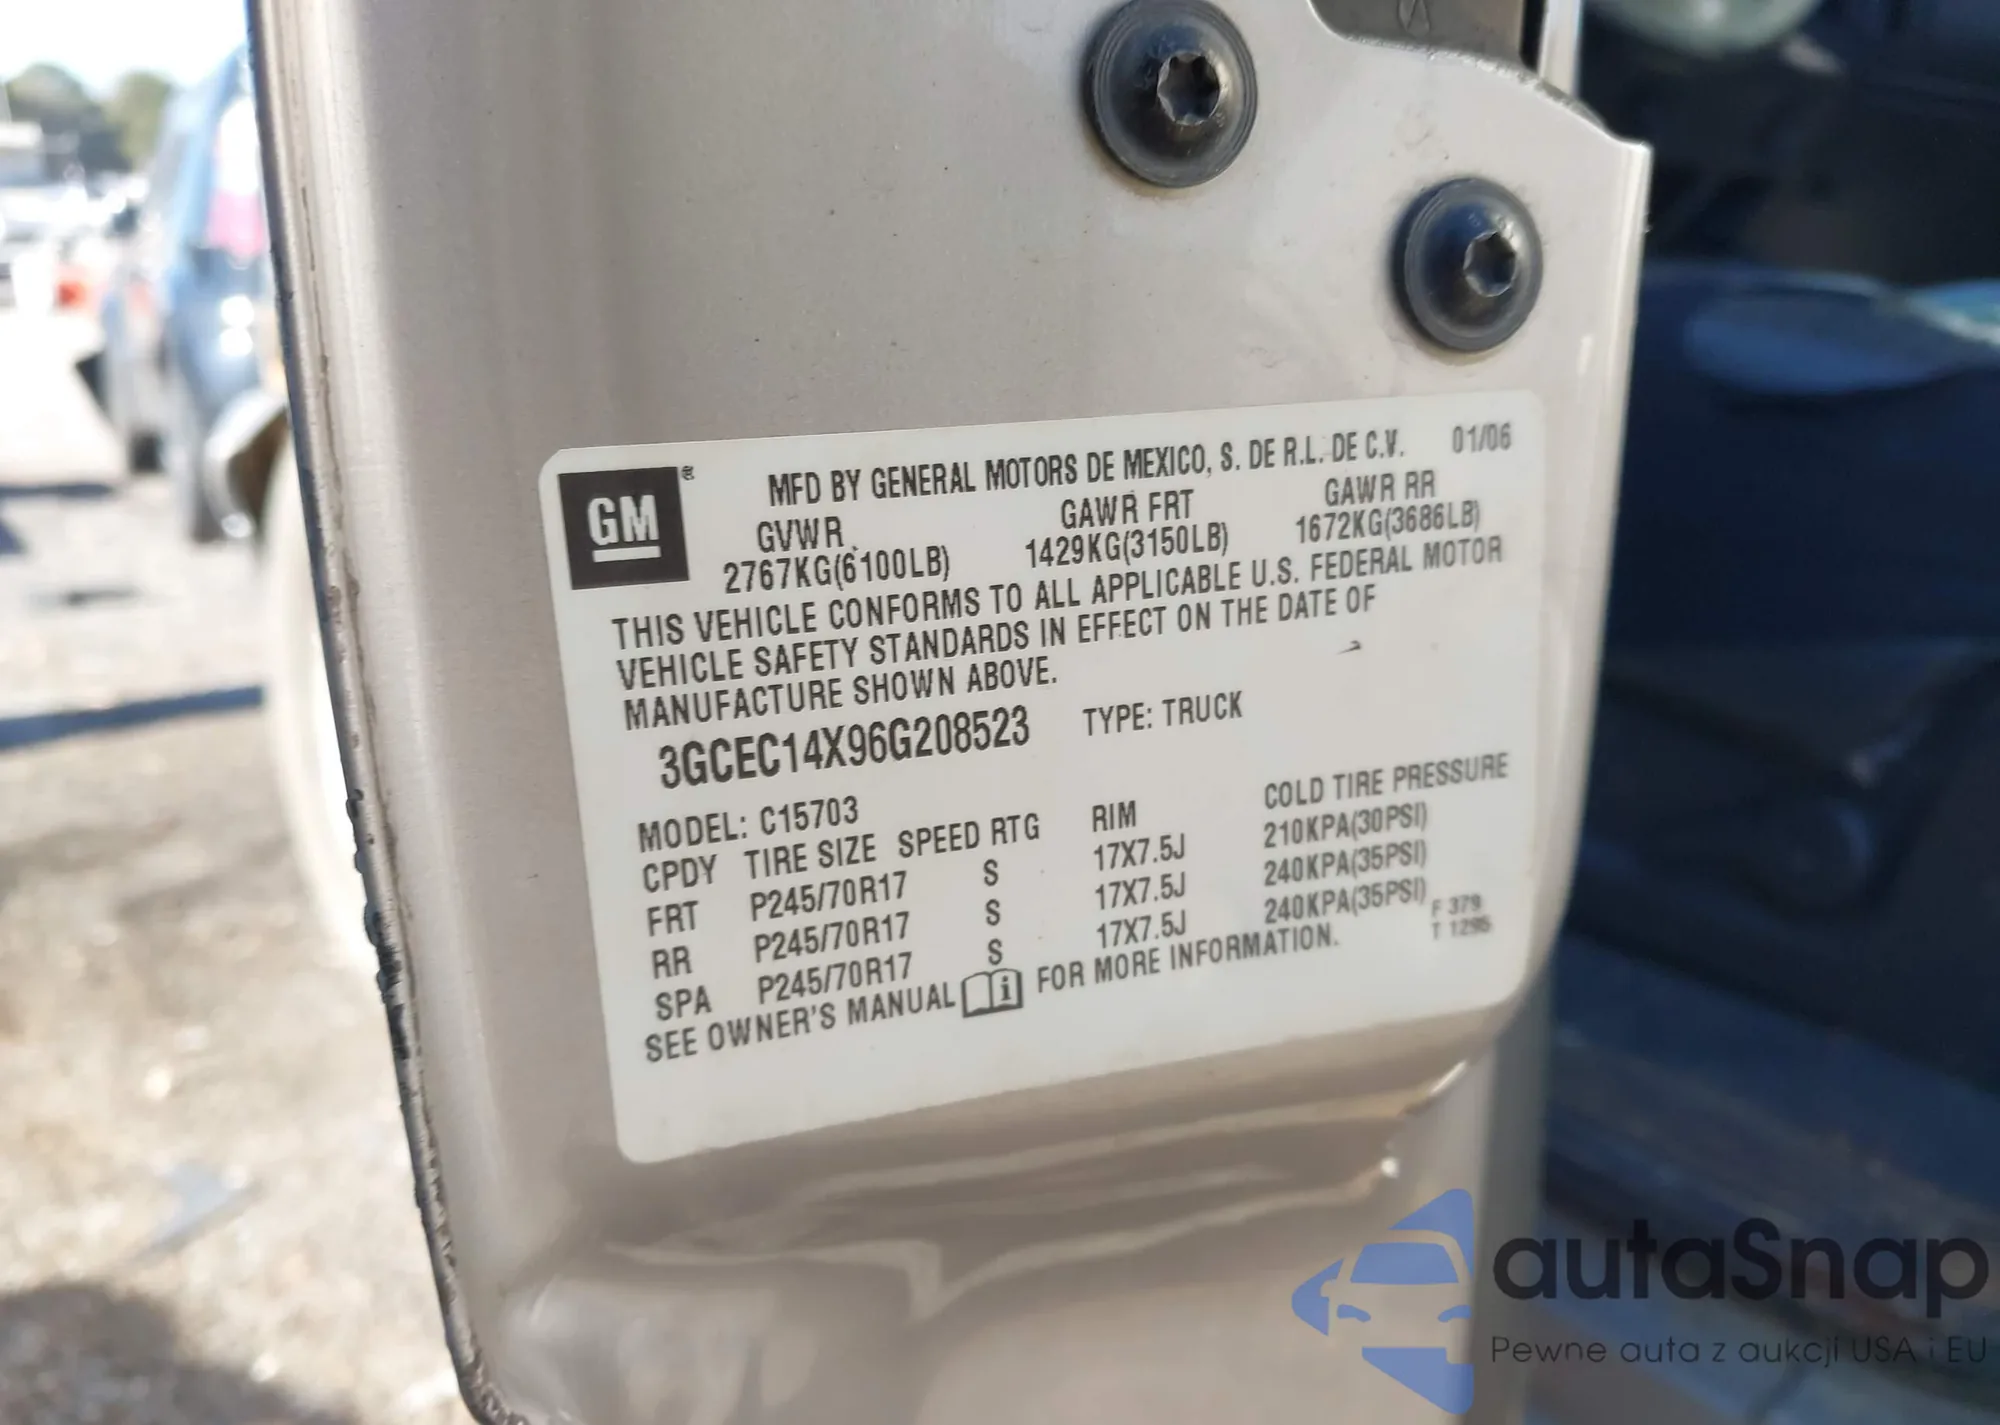 GM®
MFD BY GENERAL MOTORS DE MEXICO, S. DE R.L. DE C.V. 01/06
GVWR GAWR FRT GAWR RR
2767KG(6100LB) 1429KG(3150LB) 1672KG(3686LB)
THIS VEHICLE CONFORMS TO ALL APPLICABLE U.S. FEDERAL MOTOR
VEHICLE SAFETY STANDARDS IN EFFECT ON THE DATE OF
MANUFACTURE SHOWN ABOVE.
3GCEC14X96G208523 TYPE: TRUCK
MODEL: C15703
CPDY TIRE SIZE SPEED RTG RIM COLD TIRE PRESSURE
FRT P245/70R17 S 17X7.5J 210KPA(30PSI)
RR P245/70R17 S 17X7.5J 240KPA(35PSI)
SPA P245/70R17 S 17X7.5J 240KPA(35PSI)
F 379
T 1295
SEE OWNER'S MANUAL FOR MORE INFORMATION.
autaSnap
Pewne auta z aukcji USA i EU